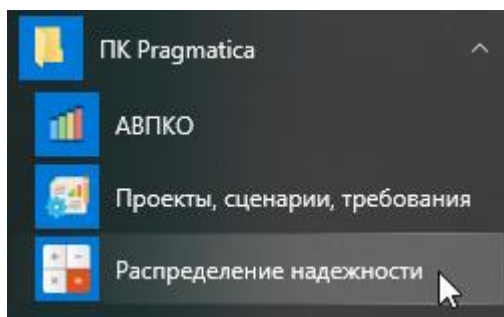 ПК Pragmatica
АВПКО
Проекты, сценарии, требования
Распределение надежности